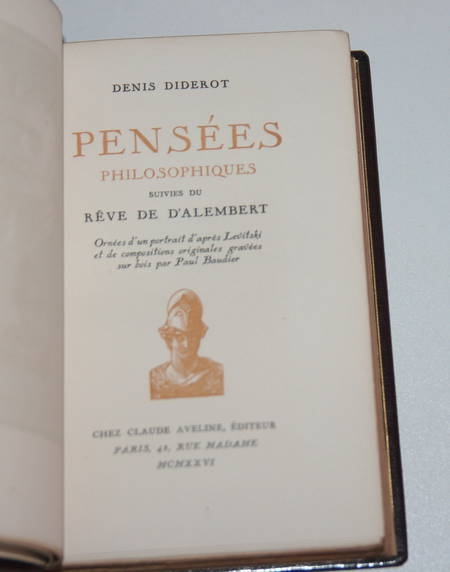 DENIS DIDEROT
PENSÉES
PHILOSOPHIQUES
SUIVIES DU
RÊVE DE D'ALEMBERT
Ornées d'un portrait d'après Levitski
et de compositions originales gravées
sur bois par Paul Baudier
CHEZ CLAUDE AVELINE, ÉDITEUR
PARIS, 42, RUE MADAME
MCMXXVI